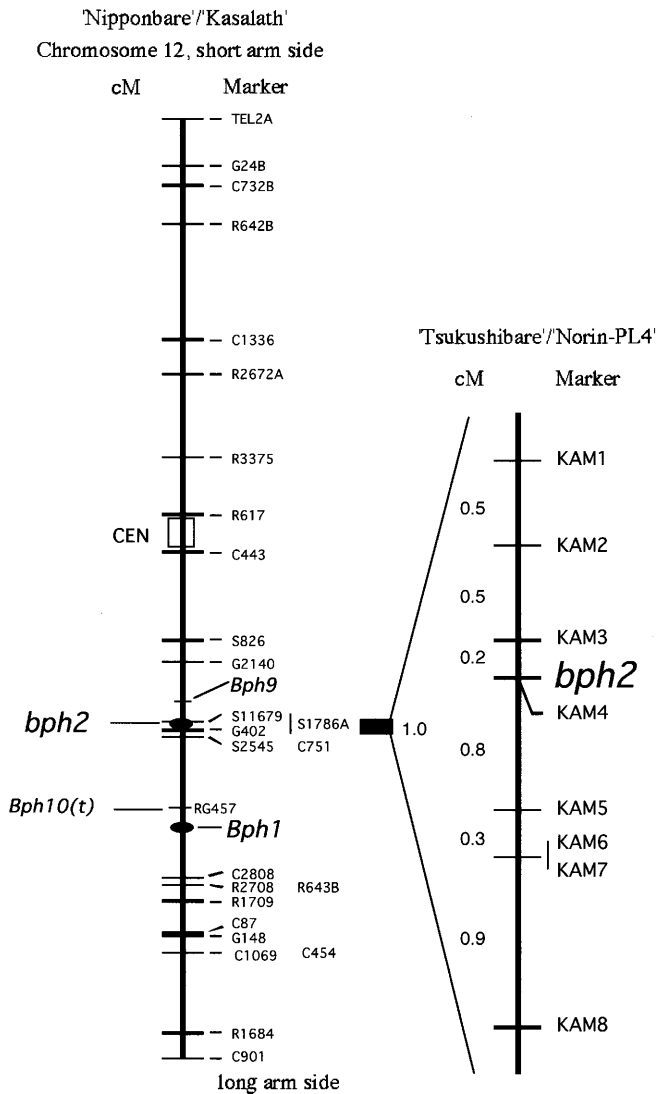 'Nipponbare'/'Kasalath'
Chromosome 12, short arm side
cM Marker
TEL2A
G24B
C732B
R642B
C1336
R2672A
R3375
R617
CEN
C443
S826
G2140
Bph9
bph2 S11679 S1786A
G402
S2545 C751
Bph10(t) RG457
Bph1
C2808
R2708 R643B
R1709
C87
G148
C1069 C454
R1684
C901
long arm side
1.0
'Tsukushibare'/'Norin-PL4'
cM Marker
KAM1
0.5
KAM2
0.5
KAM3
0.2
bph2
KAM4
0.8
KAM5
0.3 KAM6
KAM7
0.9
KAM8